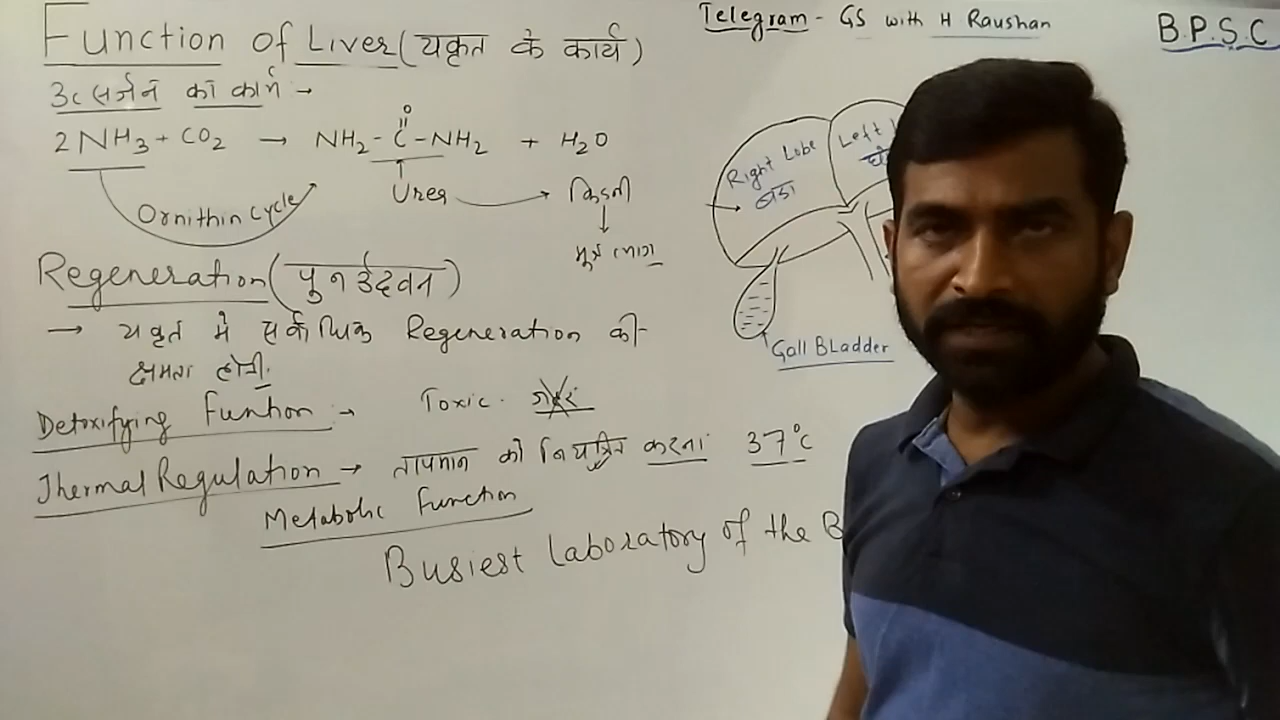 Function of Liver (यकृत के कार्य)
Telegram - GS with H Raushan
B.P.S.C
उत्सर्जन का कार्य →
2NH3 + CO2 → NH2-C-NH2 + H2O
O
Urea → किडनी
Ornithin Cycle
Right Lobe
बड़ा
Left
Gall BLadder
Regeneration (पुनरुद्भवन)
→ यकृत में सर्वाधिक Regeneration की
क्षमता होती
Detoxifying Funtion → Toxic
Thermal Regulation → तापमान को नियंत्रित करना 37°C
Metabolic Function
Busiest Laboratory of the B